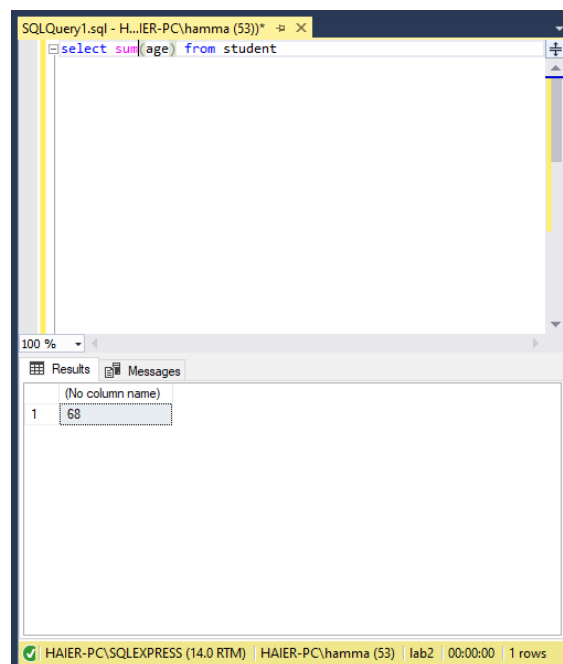 SQLQuery1.sql - H...IER-PC\hamma (53))*
select sum(age) from student
100 %
Results Messages
(No column name)
1 68
HAIER-PC\SQLEXPRESS (14.0 RTM) HAIER-PC\hamma (53) lab2 00:00:00 1 rows